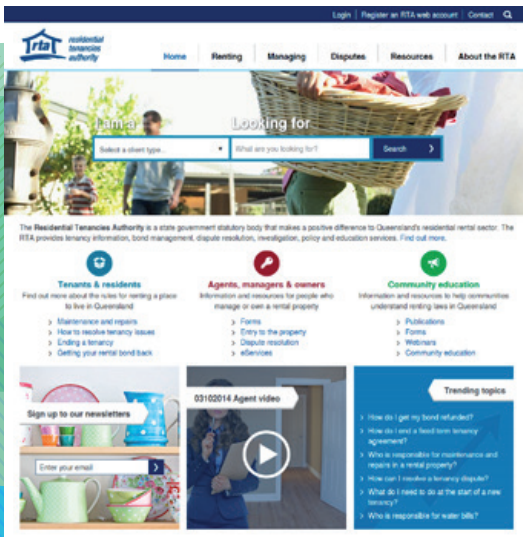 Login | Register an RTA web account | Contact
rta residential
tenancies
authority
Home Renting Managing Disputes Resources About the RTA
I am a Looking for
Select a client type... What are you looking for? Search
The Residential Tenancies Authority is a state government statutory body that makes a positive difference to Queensland's residential rental sector. The
RTA provides tenancy information, bond management, dispute resolution, investigation, policy and education services. Find out more.
Tenants & residents
Find out more about the rules for renting a place
to live in Queensland
> Maintenance and repairs
> How to resolve tenancy issues
> Ending a tenancy
> Getting your rental bond back
Agents, managers & owners
Information and resources for people who
manage or own a rental property
> Forms
> Entry to the property
> Dispute resolution
> eServices
Community education
Information and resources to help communities
understand renting laws in Queensland
> Publications
> Forms
> Webinars
> Community education
Sign up to our newsletters
Enter your email
03102014 Agent video
Trending topics
> How do I get my bond refunded?
> How do I end a fixed term tenancy
agreement?
> Who is responsible for maintenance and
repairs in a rental property?
> How can I resolve a tenancy dispute?
> What do I need to do at the start of a new
tenancy?
> Who is responsible for water bills?